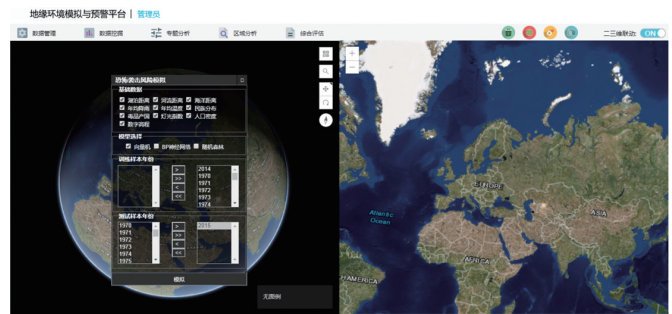 地缘环境模拟与预警平台 | 管理员
数据管理 数据挖掘 专题分析 区域分析 综合评估 二三维联动: ON
恐怖袭击风险模拟
基础数据
湖泊距离 河流距离 海洋距离
年均降雨 年均温度 民族分布
毒品产国 灯光指数 人口密度
数字高程
模型选择
向量机 BP神经网络 随机森林
训练样本年份
> 2014
>> 1970
< 1971
<< 1972
1973
1974
测试样本年份
1970 > 2015
1971 >>
1972 <
1973 <<
1974
1975
模拟
无图例
EUROPE
ASIA
Atlantic
Ocean
AFRICA
AMERICA